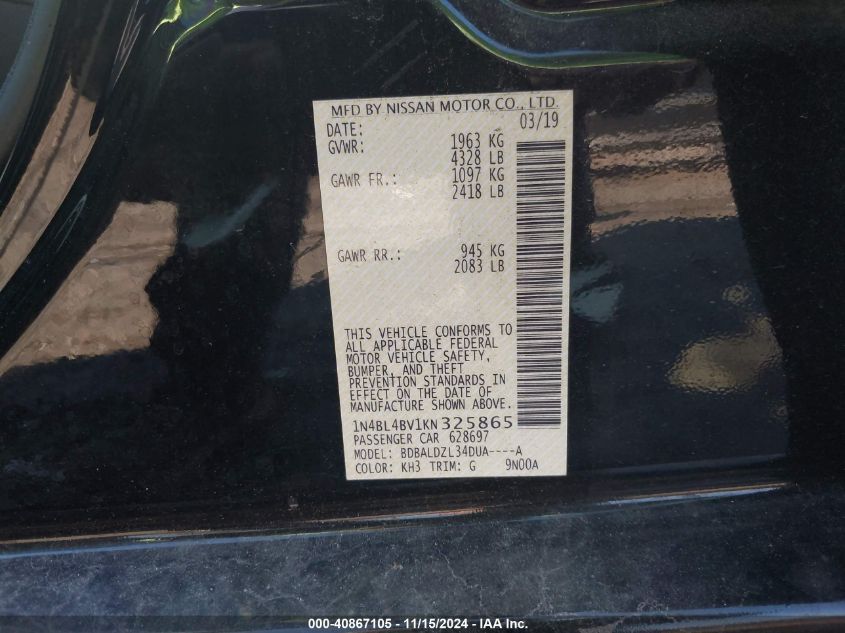 MFD BY NISSAN MOTOR CO., LTD.
DATE: 03/19
GVWR: 1963 KG
4328 LB
GAWR FR.: 1097 KG
2418 LB
GAWR RR.: 945 KG
2083 LB
THIS VEHICLE CONFORMS TO
ALL APPLICABLE FEDERAL
MOTOR VEHICLE SAFETY,
BUMPER, AND THEFT
PREVENTION STANDARDS IN
EFFECT ON THE DATE OF
MANUFACTURE SHOWN ABOVE.
1N4BL4BV1KN325865
PASSENGER CAR 628697
MODEL: BDBALDZL34DUA----A
COLOR: KH3 TRIM: G 9N00A
000-40867105 - 11/15/2024 - IAA Inc.